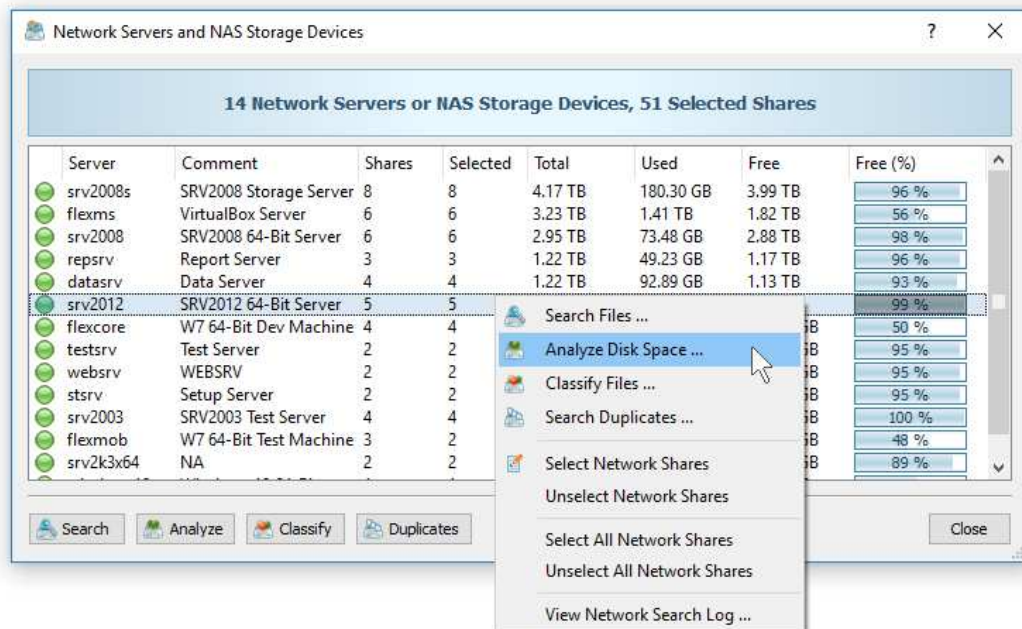 Network Servers and NAS Storage Devices ?
14 Network Servers or NAS Storage Devices, 51 Selected Shares
Server Comment Shares Selected Total Used Free Free (%)
srv2008s SRV2008 Storage Server 8 8 4.17 TB 180.30 GB 3.99 TB 96 %
flexms VirtualBox Server 6 6 3.23 TB 1.41 TB 1.82 TB 56 %
srv2008 SRV2008 64-Bit Server 6 6 2.95 TB 73.48 GB 2.88 TB 98 %
repsrv Report Server 3 3 1.22 TB 49.23 GB 1.17 TB 96 %
datasrv Data Server 4 4 1.22 TB 92.89 GB 1.13 TB 93 %
srv2012 SRV2012 64-Bit Server 5 5 99 %
flexcore W7 64-Bit Dev Machine 4 4 50 %
testsrv Test Server 2 2 95 %
websrv WEBSRV 2 2 95 %
stsrv Setup Server 2 2 95 %
srv2003 SRV2003 Test Server 4 4 100 %
flexmob W7 64-Bit Test Machine 3 2 48 %
srv2k3x64 NA 2 2 89 %
Search Files ...
Analyze Disk Space ...
Classify Files ...
Search Duplicates ...
Select Network Shares
Unselect Network Shares
Select All Network Shares
Unselect All Network Shares
View Network Search Log ...
Search Analyze Classify Duplicates Close